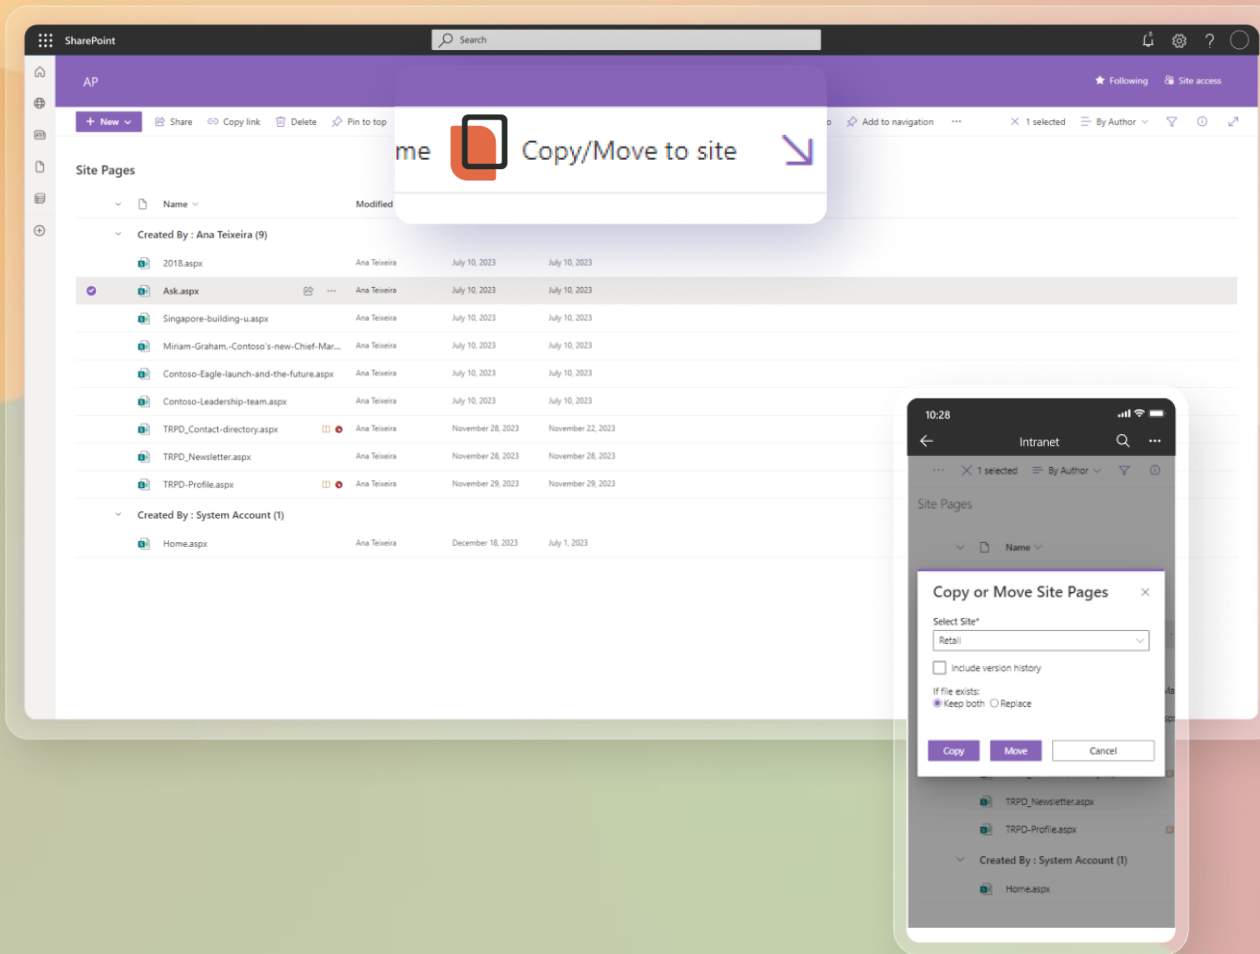 SharePoint
Search
AP
Following
Site access
New
Share
Copy link
Delete
Pin to top
me
Copy/Move to site
Add to navigation
1 selected
By Author
Site Pages
Name
Modified
Created By : Ana Teixeira (9)
2018.aspx Ana Teixeira July 10, 2023 July 10, 2023
Ask.aspx Ana Teixeira July 10, 2023 July 10, 2023
Singapore-building-u.aspx Ana Teixeira July 10, 2023 July 10, 2023
Miriam-Graham,-Contoso's-new-Chief-Mar... Ana Teixeira July 10, 2023 July 10, 2023
Contoso-Eagle-launch-and-the-future.aspx Ana Teixeira July 10, 2023 July 10, 2023
Contoso-Leadership-team.aspx Ana Teixeira July 10, 2023 July 10, 2023
TRPD_Contact-directory.aspx Ana Teixeira November 28, 2023 November 22, 2023
TRPD_Newsletter.aspx Ana Teixeira November 28, 2023 November 28, 2023
TRPD-Profile.aspx Ana Teixeira November 29, 2023 November 29, 2023
Created By : System Account (1)
Home.aspx Ana Teixeira December 18, 2023 July 1, 2023
10:28
Intranet
1 selected
By Author
Site Pages
Name
Copy or Move Site Pages
Select Site*
Retail
Include version history
If file exists:
Keep both Replace
Copy Move Cancel
TRPD_Newsletter.aspx
TRPD-Profile.aspx
Created By : System Account (1)
Home.aspx